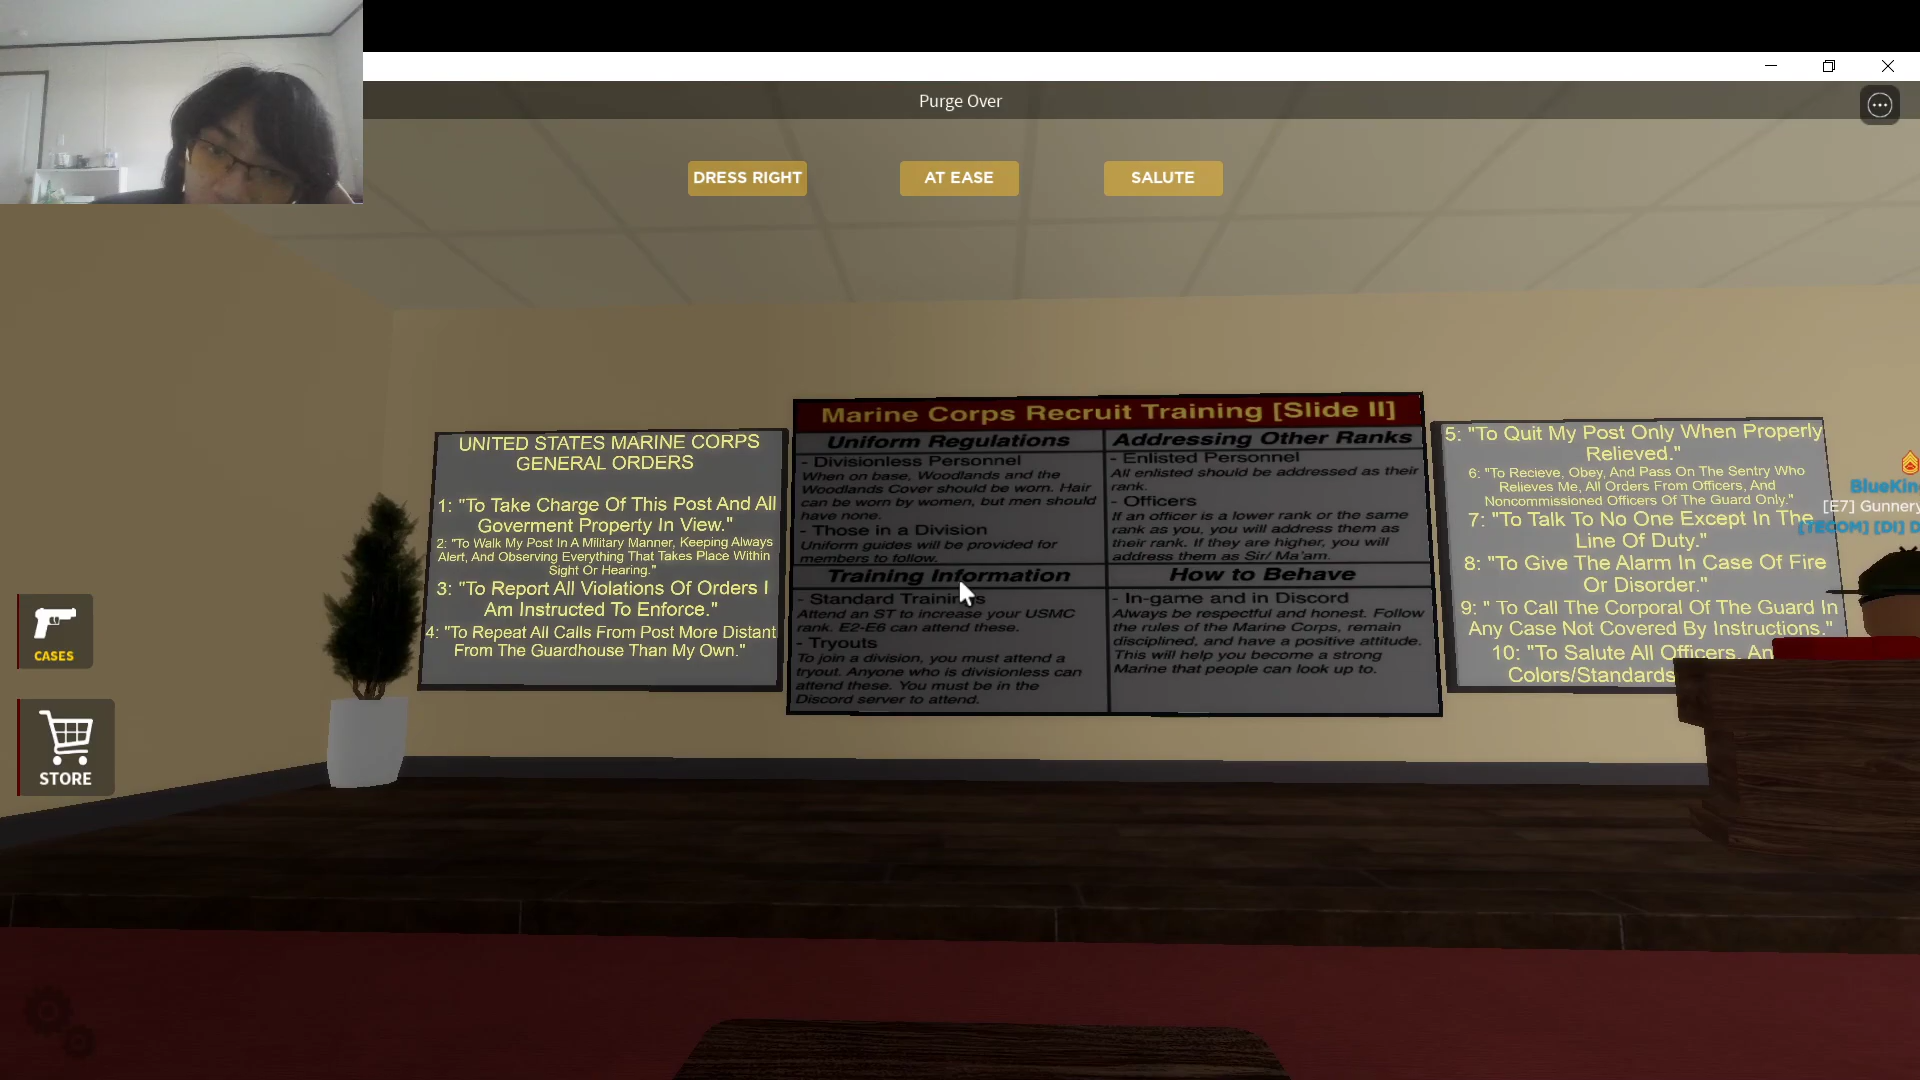 Purge Over
DRESS RIGHT
AT EASE
SALUTE
UNITED STATES MARINE CORPS
GENERAL ORDERS
1: "To Take Charge Of This Post And All
Goverment Property In View."
2: "To Walk My Post In A Military Manner, Keeping Always
Alert, And Observing Everything That Takes Place Within
Sight Or Hearing."
3: "To Report All Violations Of Orders I
Am Instructed To Enforce."
4: "To Repeat All Calls From Post More Distant
From The Guardhouse Than My Own."
Marine Corps Recruit Training [Slide II]
Uniform Regulations
- Divisionless Personnel
When on base, Woodlands and the
Woodlands Cover should be worn. Hair
can be worn by women, but men should
have none.
- Those in a Division
Uniform guides will be provided for
members to follow.
Addressing Other Ranks
- Enlisted Personnel
All enlisted should be addressed as their
rank.
- Officers
If an officer is a lower rank or the same
rank as you, you will address them as
their rank. If they are higher, you will
address them as Sir/ Ma'am.
Training Information
- Standard Trainings
Attend an ST to increase your USMC
rank. E2-E6 can attend these.
- Tryouts
To join a division, you must attend a
tryout. Anyone who is divisionless can
attend these. You must be in the
Discord server to attend.
How to Behave
- In-game and in Discord
Always be respectful and honest. Follow
the rules of the Marine Corps, remain
disciplined, and have a positive attitude.
This will help you become a strong
Marine that people can look up to.
5: "To Quit My Post Only When Properly
Relieved."
6: "To Recieve, Obey, And Pass On The Sentry Who
Relieves Me, All Orders From Officers, And
Noncommissioned Officers Of The Guard Only."
7: "To Talk To No One Except In The
Line Of Duty."
8: "To Give The Alarm In Case Of Fire
Or Disorder."
9: " To Call The Corporal Of The Guard In
Any Case Not Covered By Instructions."
10: "To Salute All Officers, An
Colors/Standards
BlueKin
[E7] Gunnery
[TECOM] [DI] D
CASES
STORE